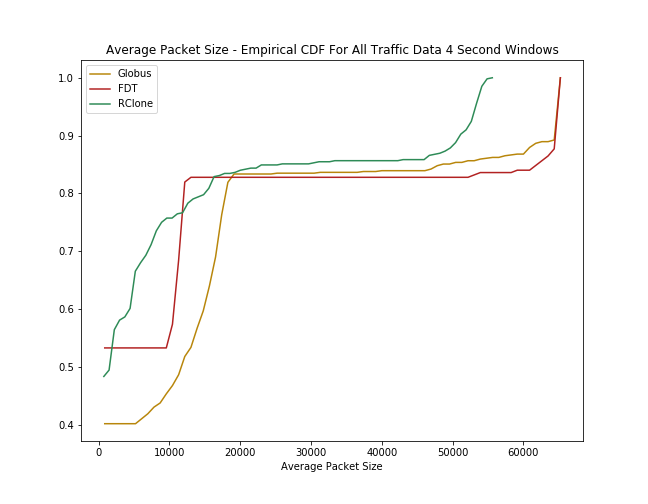 Average Packet Size - Empirical CDF For All Traffic Data 4 Second Windows
Globus
FDT
RClone
1.0
0.9
0.8
0.7
0.6
0.5
0.4
0 10000 20000 30000 40000 50000 60000
Average Packet Size